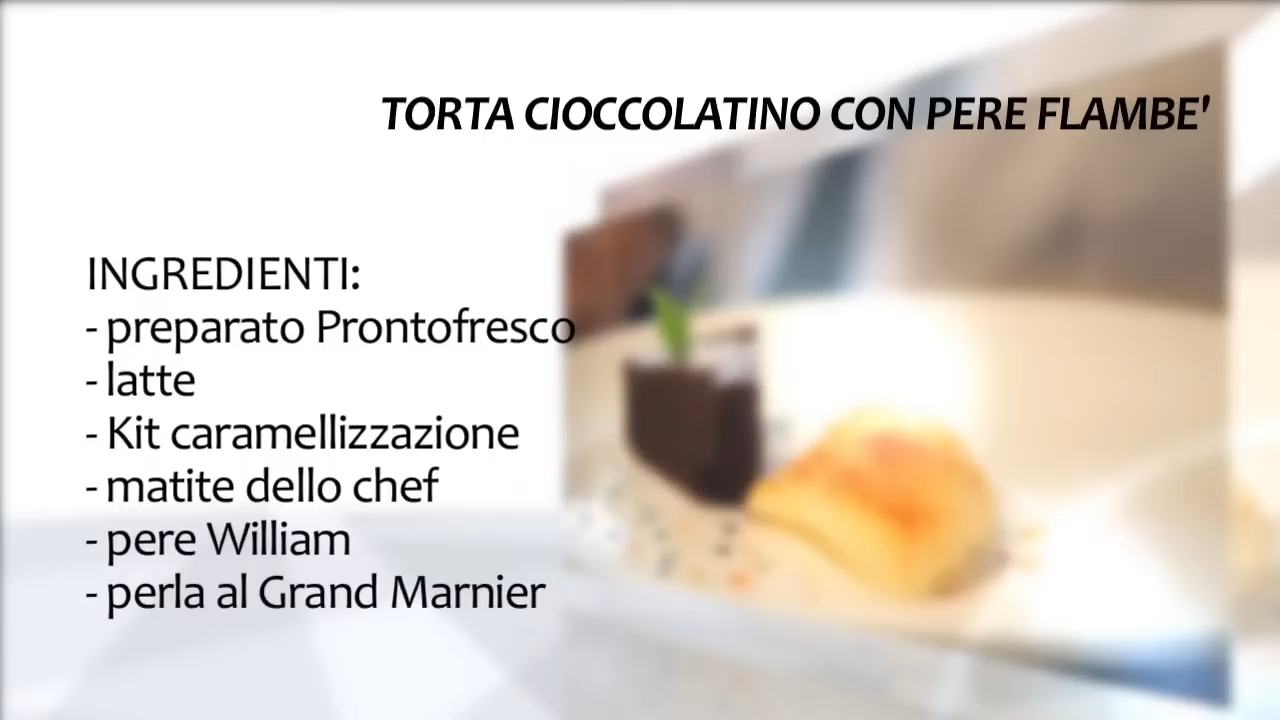 TORTA CIOCCOLATINO CON PERE FLAMBE'
INGREDIENTI:
- preparato Prontofresco
- latte
- Kit caramellizzazione
- matite dello chef
- pere William
- perla al Grand Marnier